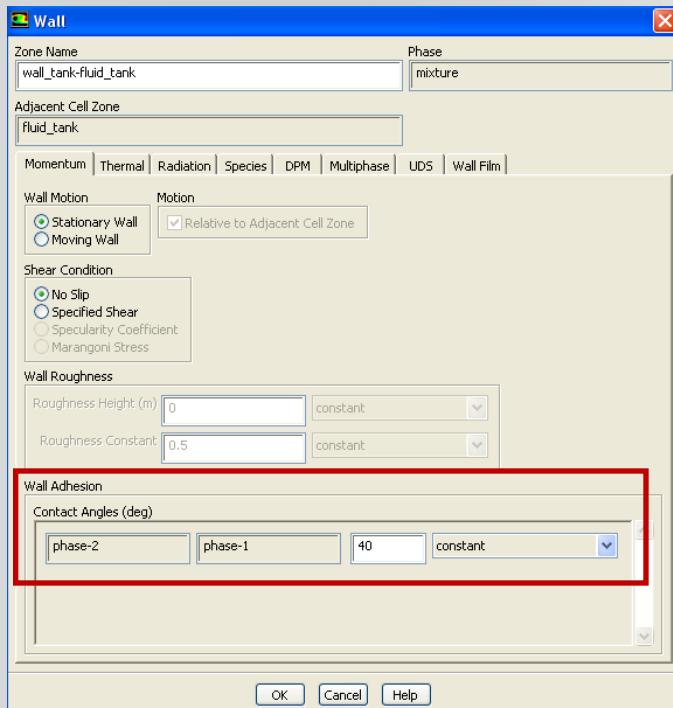 Wall
Zone Name
Phase
wall_tank-fluid_tank
mixture
Adjacent Cell Zone
fluid_tank
Momentum Thermal Radiation Species DPM Multiphase UDS Wall Film
Wall Motion
Motion
Stationary Wall
Relative to Adjacent Cell Zone
Moving Wall
Shear Condition
No Slip
Specified Shear
Specularity Coefficient
Marangoni Stress
Wall Roughness
Roughness Height (m) 0 constant
Roughness Constant 0.5 constant
Wall Adhesion
Contact Angles (deg)
phase-2 phase-1 40 constant
OK Cancel Help